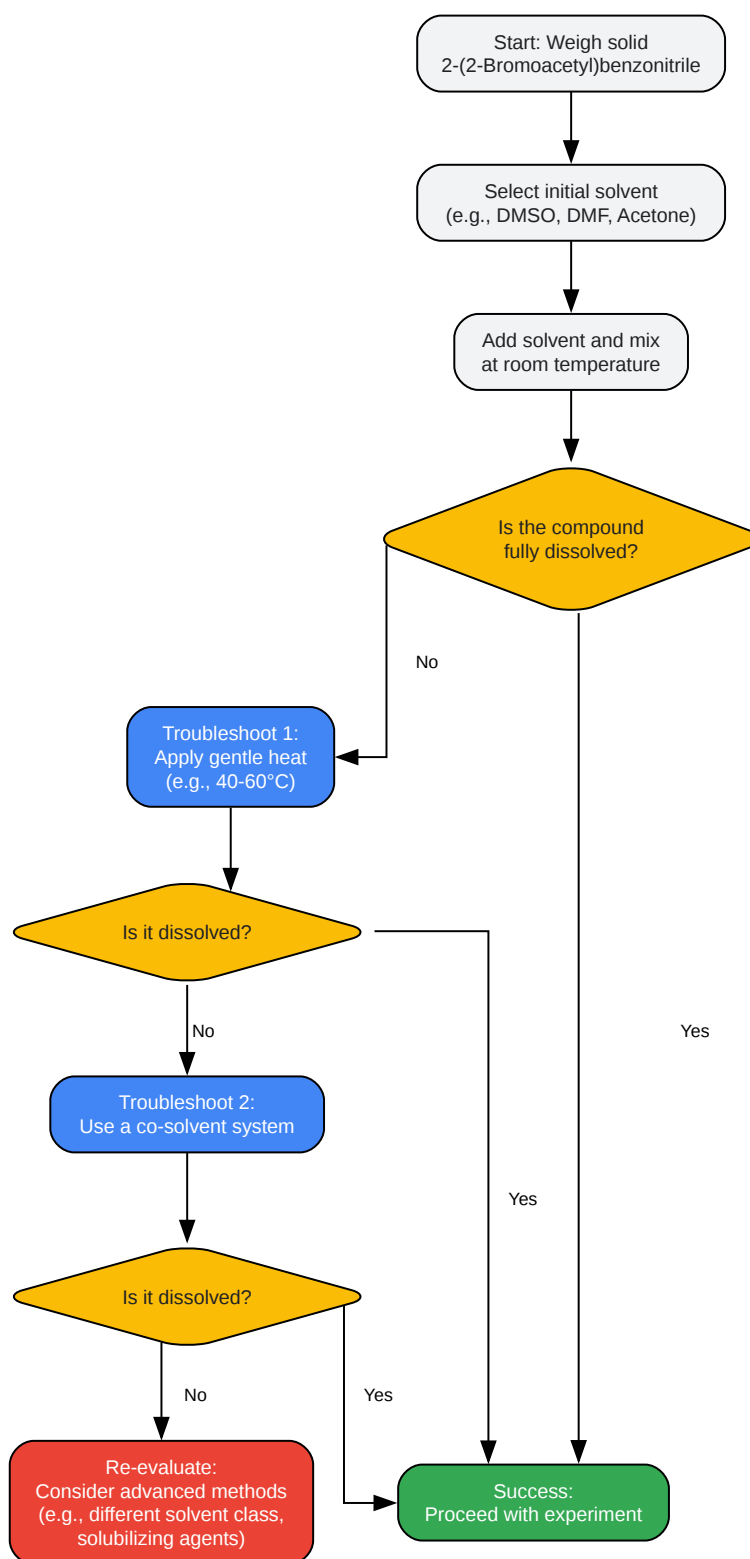 Start: Weigh solid
2-(2-Bromoacetyl)benzonitrile
Select initial solvent
(e.g., DMSO, DMF, Acetone)
Add solvent and mix
at room temperature
Is the compound
fully dissolved?
No
Troubleshoot 1:
Apply gentle heat
(e.g., 40-60°C)
Is it dissolved?
No
Yes
Troubleshoot 2:
Use a co-solvent system
Yes
Is it dissolved?
No
Yes
Re-evaluate:
Consider advanced methods
(e.g., different solvent class,
solubilizing agents)
Success:
Proceed with experiment